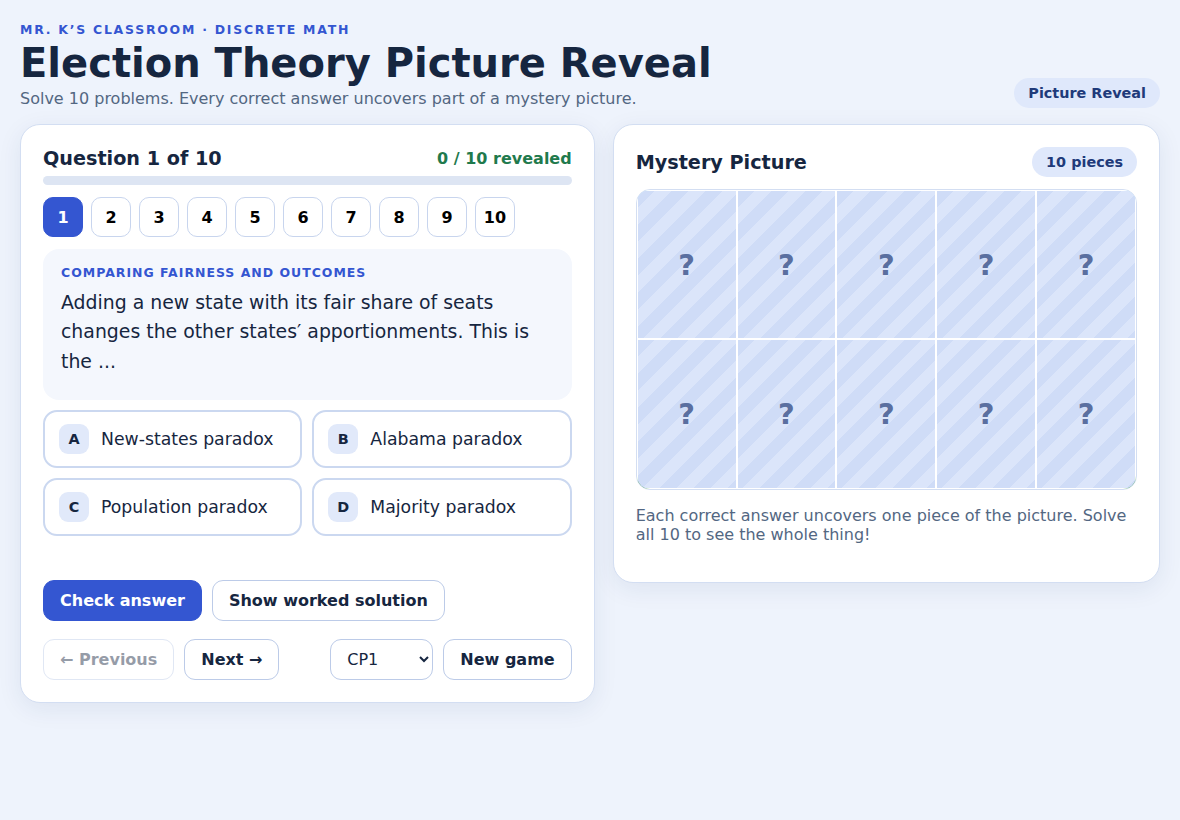 MR. K’S CLASSROOM · DISCRETE MATH
Election Theory Picture Reveal
Solve 10 problems. Every correct answer uncovers part of a mystery picture.
Picture Reveal
Question 1 of 10
0 / 10 revealed
1 2 3 4 5 6 7 8 9 10
COMPARING FAIRNESS AND OUTCOMES
Adding a new state with its fair share of seats
changes the other states′ apportionments. This is
the …
A New-states paradox
B Alabama paradox
C Population paradox
D Majority paradox
Check answer
Show worked solution
← Previous
Next →
CP1
New game
Mystery Picture
10 pieces
? ? ? ? ?
? ? ? ? ?
Each correct answer uncovers one piece of the picture. Solve
all 10 to see the whole thing!